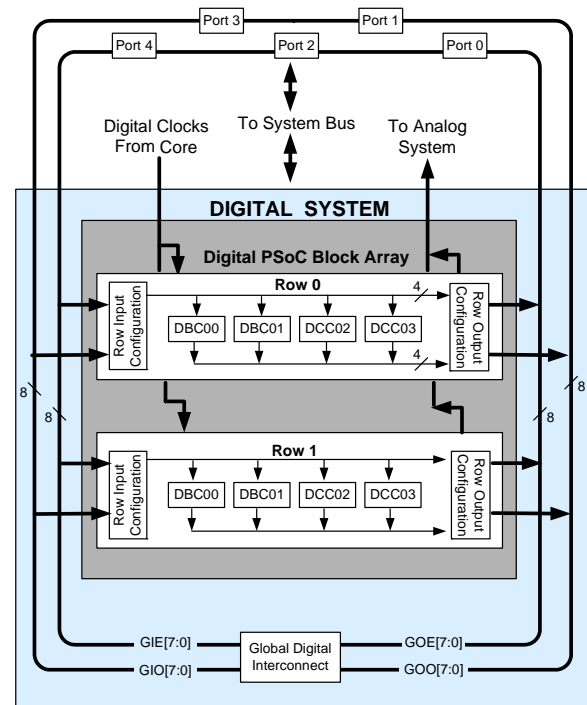 Port 3
Port 1
Port 4
Port 2
Port 0
Digital Clocks
From Core
To System Bus
To Analog
System
DIGITAL SYSTEM
Digital PSoC Block Array
Row Input
Configuration
Row 0
4
DBC00
DBC01
DCC02
DCC03
4
Row Output
Configuration
8
8
8
8
Row Input
Configuration
Row 1
DBC00
DBC01
DCC02
DCC03
Row Output
Configuration
GIE[7:0]
GIO[7:0]
Global Digital
Interconnect
GOE[7:0]
GOO[7:0]